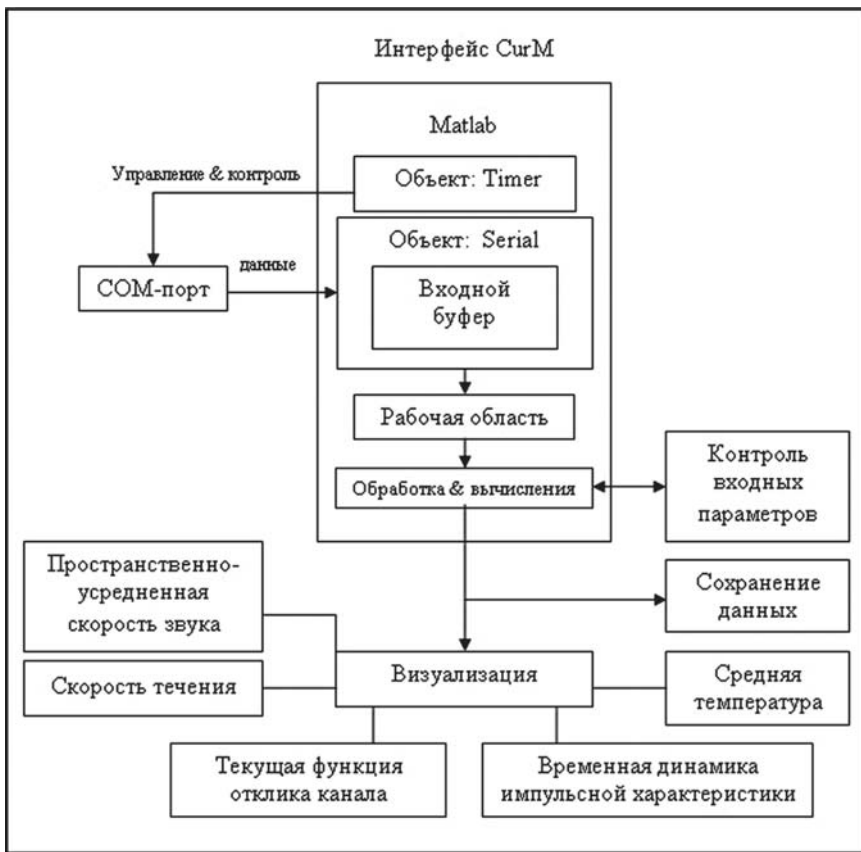 Интерфейс CurM
Matlab
Управление & контроль
Объект: Timer
Объект: Serial
данные
COM-порт
Входной
буфер
Рабочая область
Контроль
входных
параметров
Обработка & вычисления
Пространственно-
усредненная
скорость звука
Сохранение
данных
Скорость течения
Визуализация
Средняя
температура
Текущая функция
отклика канала
Временная динамика
импульсной характеристики